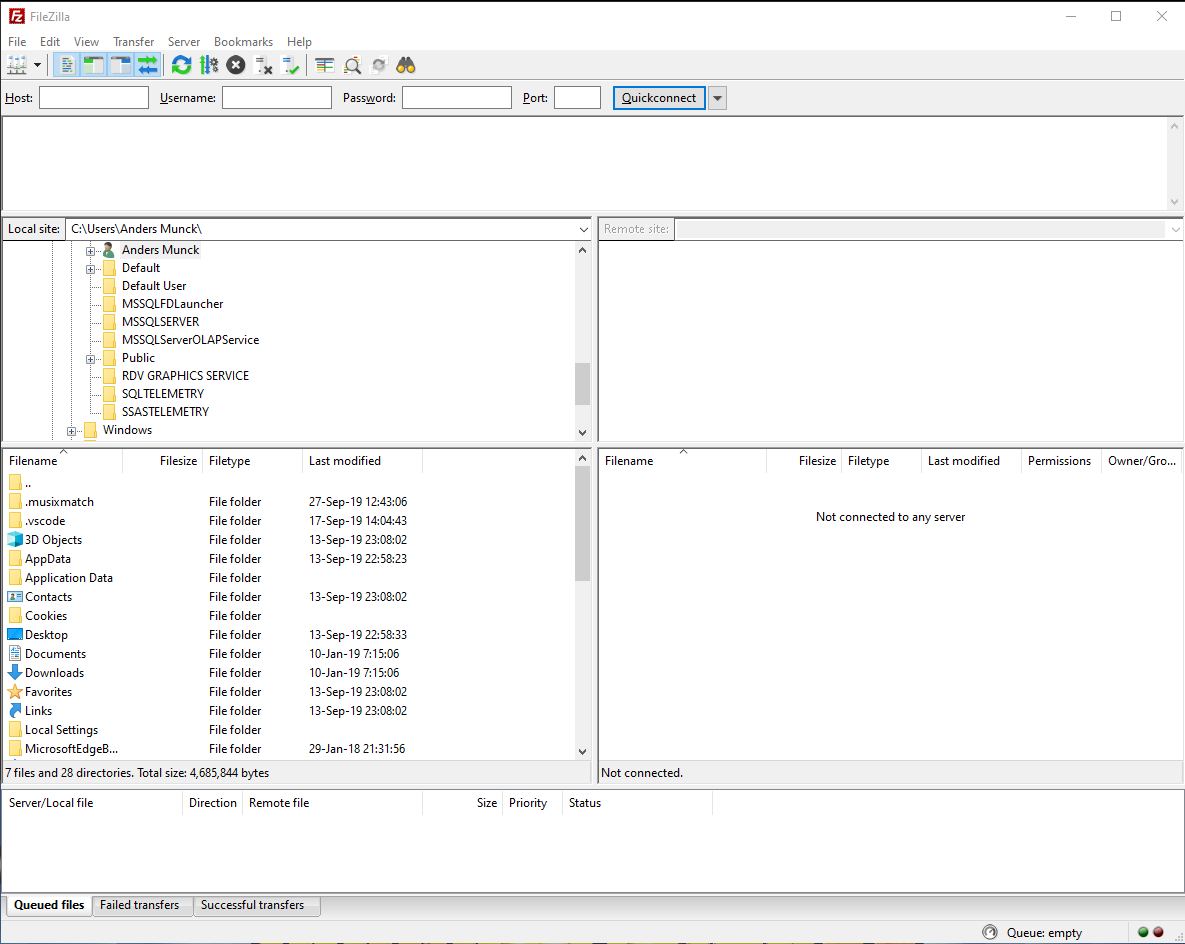 FileZilla
File Edit View Transfer Server Bookmarks Help
Host: Username: Password: Port: Quickconnect
Local site: C:\Users\Anders Munck\
Anders Munck
Default
Default User
MSSQLFDLauncher
MSSQLSERVER
MSSQLServerOLAPService
Public
RDV GRAPHICS SERVICE
SQLTELEMETRY
SSASTELEMETRY
Windows
Remote site:
Filename Filesize Filetype Last modified
..
.musixmatch File folder 27-Sep-19 12:43:06
.vscode File folder 17-Sep-19 14:04:43
3D Objects File folder 13-Sep-19 23:08:02
AppData File folder 13-Sep-19 22:58:23
Application Data File folder
Contacts File folder 13-Sep-19 23:08:02
Cookies File folder
Desktop File folder 13-Sep-19 22:58:33
Documents File folder 10-Jan-19 7:15:06
Downloads File folder 10-Jan-19 7:15:06
Favorites File folder 13-Sep-19 23:08:02
Links File folder 13-Sep-19 23:08:02
Local Settings File folder
MicrosoftEdgeB... File folder 29-Jan-18 21:31:56
7 files and 28 directories. Total size: 4,685,844 bytes
Filename Filesize Filetype Last modified Permissions Owner/Gro...
Not connected to any server
Not connected.
Server/Local file Direction Remote file Size Priority Status
Queued files Failed transfers Successful transfers
Queue: empty